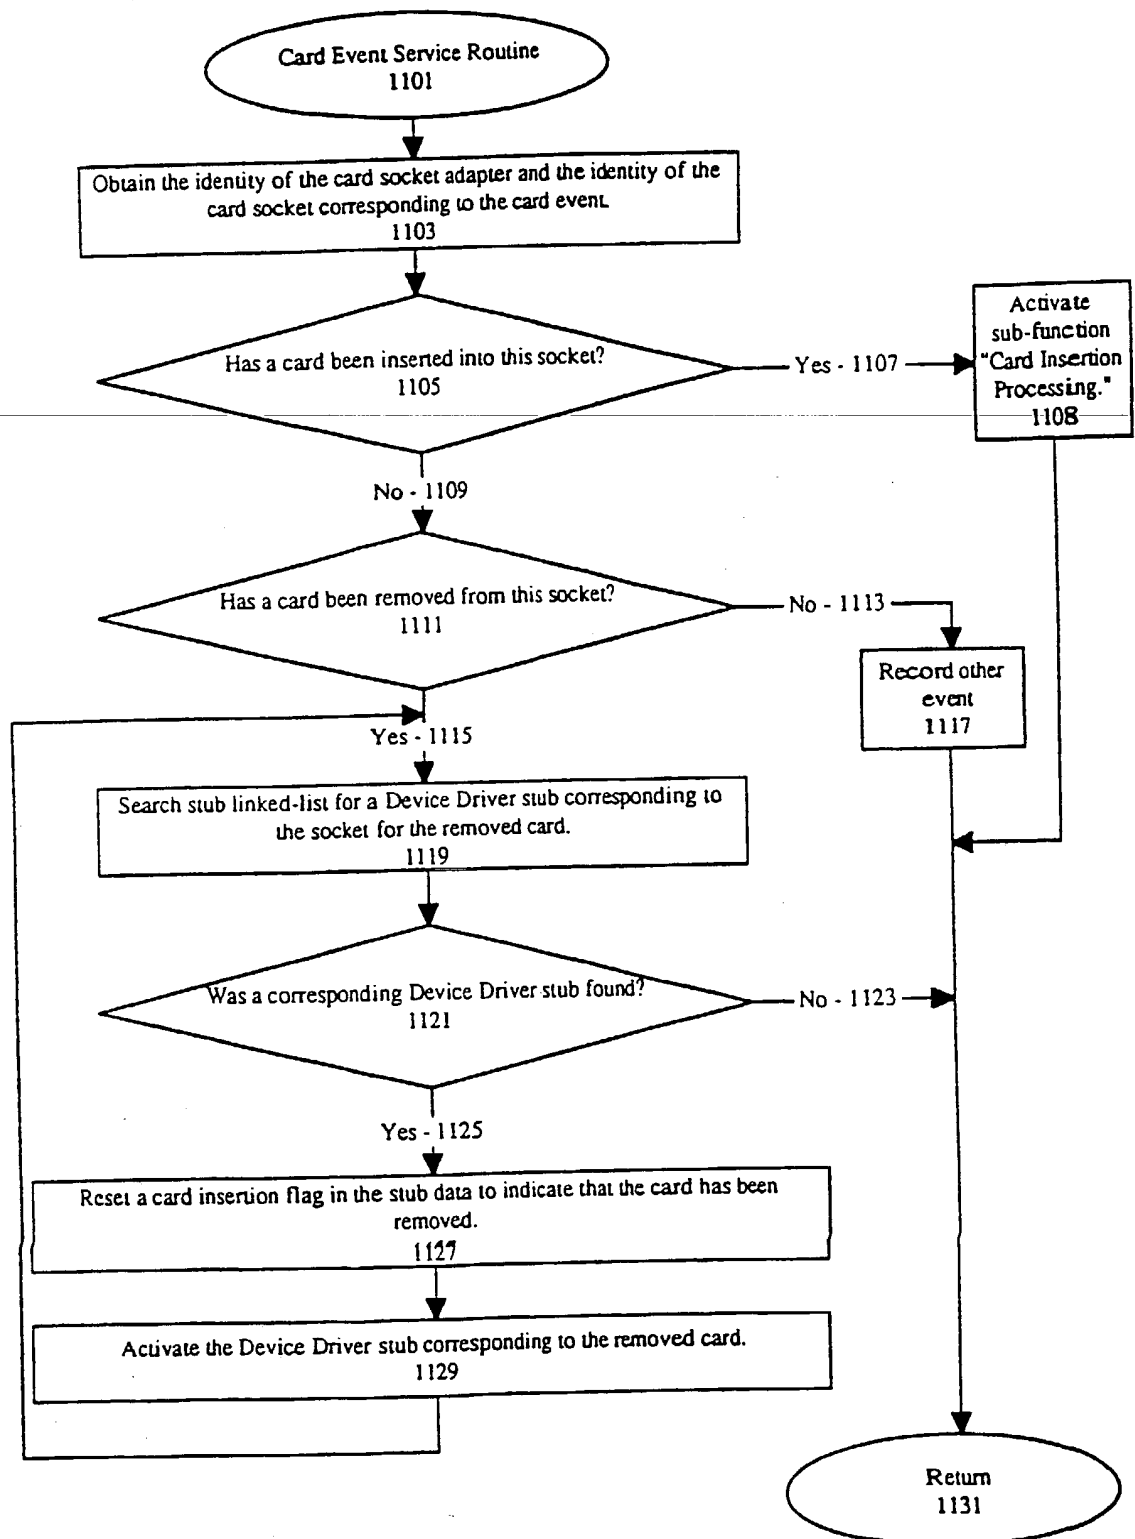 Card Event Service Routine
1101
Obtain the identity of the card socket adapter and the identity of the
card socket corresponding to the card event.
1103
Has a card been inserted into this socket?
1105
Yes - 1107
Activate
sub-function
"Card Insertion
Processing."
1108
No - 1109
Has a card been removed from this socket?
1111
No - 1113
Record other
event
1117
Yes - 1115
Search stub linked-list for a Device Driver stub corresponding to
the socket for the removed card.
1119
Was a corresponding Device Driver stub found?
1121
No - 1123
Yes - 1125
Reset a card insertion flag in the stub data to indicate that the card has been
removed.
1127
Activate the Device Driver stub corresponding to the removed card.
1129
Return
1131